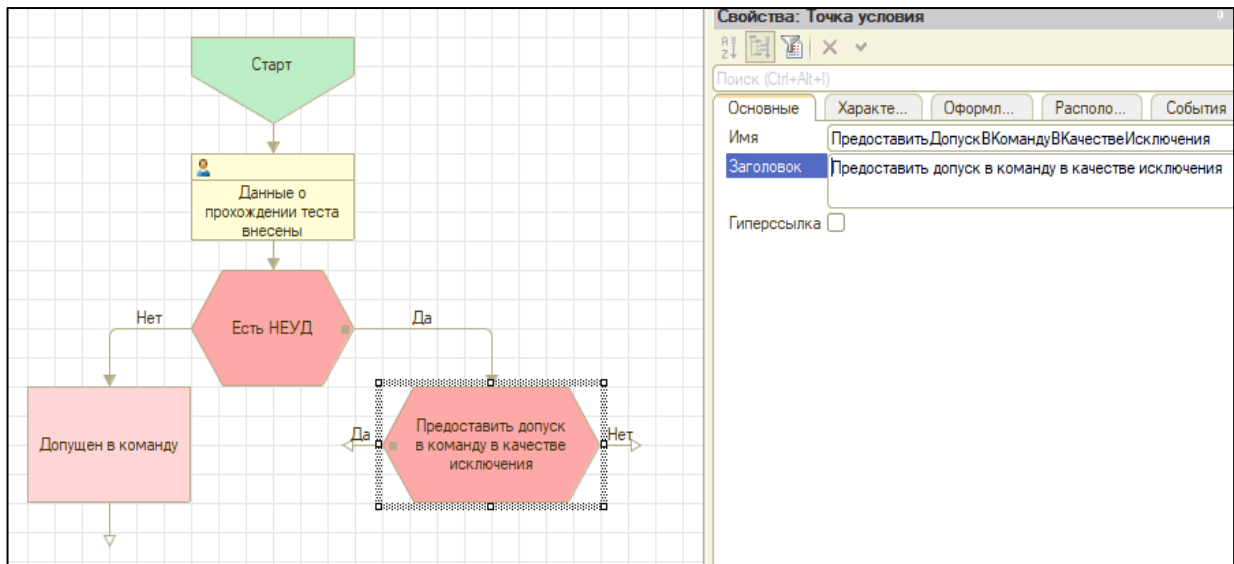 Старт
Данные о
прохождении теста
внесены
Есть НЕУД
Нет
Да
Допущен в команду
Предоставить допуск
в команду в качестве
исключения
Да
Нет
Свойства: Точка условия
Поиск (Ctrl+Alt+I)
Основные Характе... Оформл... Располо... События
Имя ПредоставитьДопускВКомандуВКачествеИсключения
Заголовок Предоставить допуск в команду в качестве исключения
Гиперссылка